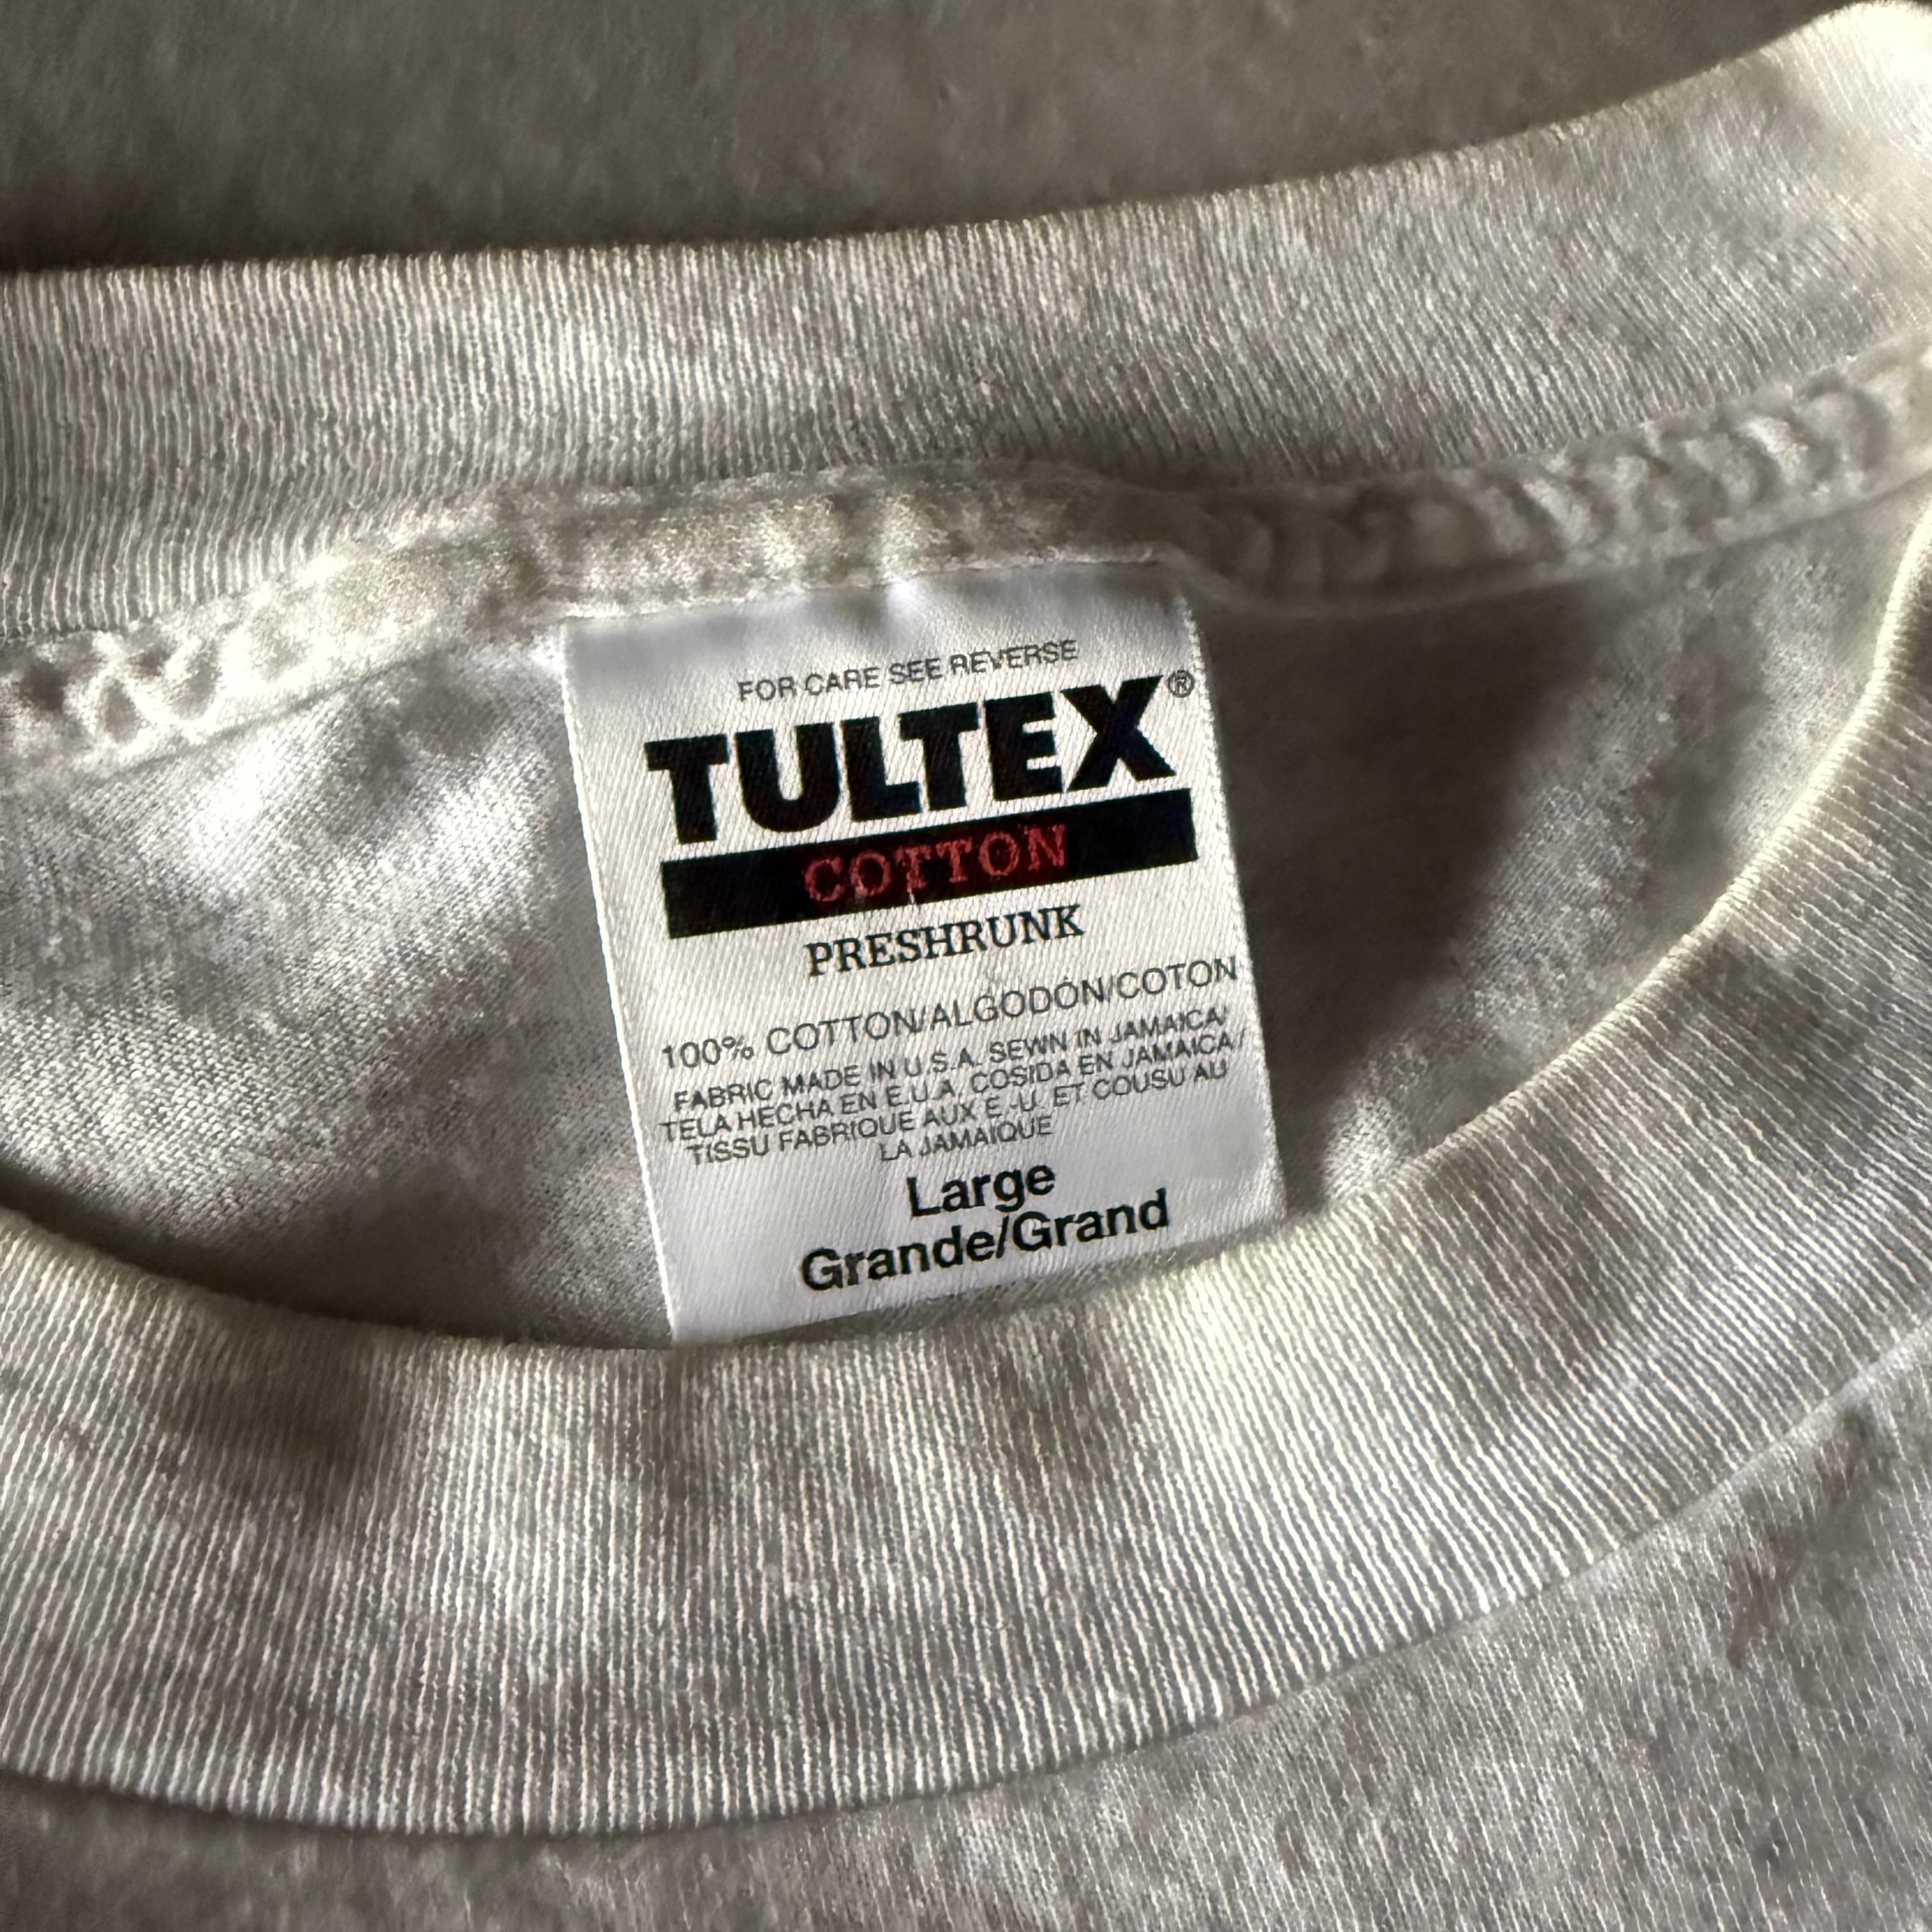 FOR CARE SEE REVERSE
TULTEX®
COTTON
PRESHRUNK
100% COTTON/ALGODÓN/COTON
FABRIC MADE IN U.S.A. SEWN IN JAMAICA/
TELA HECHA EN E.U.A. COSIDA EN JAMAICA/
TISSU FABRIQUE AUX E.-U. ET COUSU AU
LA JAMAIQUE
Large
Grande/Grand